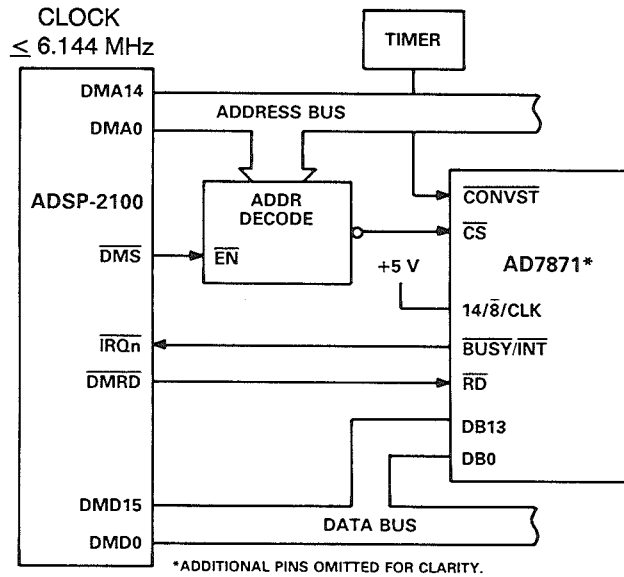 CLOCK
≤ 6.144 MHz
TIMER
DMA14
ADDRESS BUS
DMA0
ADSP-2100
ADDR
DECODE
CONVST
CS
DMS
EN
+5 V
AD7871*
14/8/CLK
IRQn
BUSY/INT
DMRD
RD
DB13
DB0
DMD15
DATA BUS
DMD0
*ADDITIONAL PINS OMITTED FOR CLARITY.